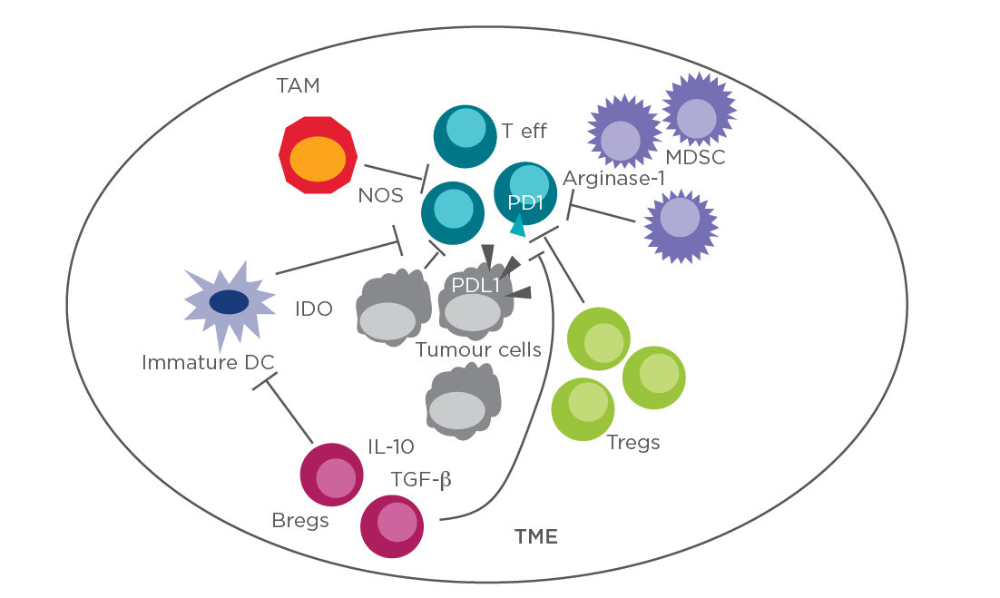 TAM
T eff
MDSC
Arginase-1
NOS
PD1
PDL1
IDO
Tumour cells
Immature DC
Tregs
IL-10
TGF-β
Bregs
TME